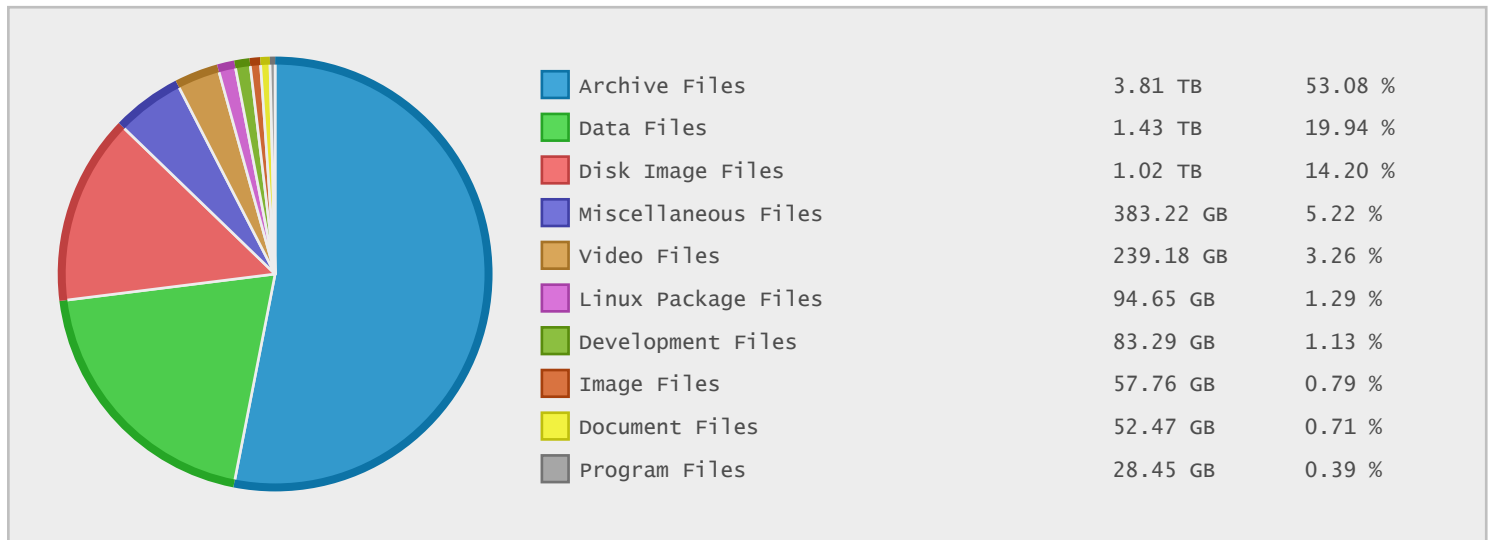 Archive Files 3.81 TB 53.08 %
Data Files 1.43 TB 19.94 %
Disk Image Files 1.02 TB 14.20 %
Miscellaneous Files 383.22 GB 5.22 %
Video Files 239.18 GB 3.26 %
Linux Package Files 94.65 GB 1.29 %
Development Files 83.29 GB 1.13 %
Image Files 57.76 GB 0.79 %
Document Files 52.47 GB 0.71 %
Program Files 28.45 GB 0.39 %